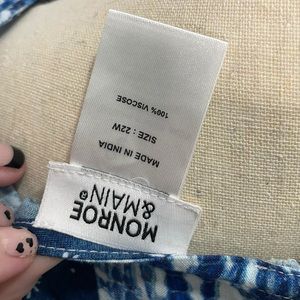 MONROE
& MAIN®
MADE IN INDIA
SIZE : 22W
100% VISCOSE